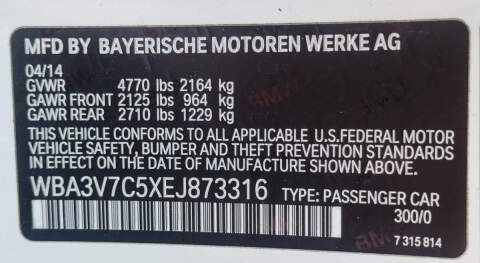 MFD BY BAYERISCHE MOTOREN WERKE AG
04/14
GVWR 4770 lbs 2164 kg
GAWR FRONT 2125 lbs 964 kg
GAWR REAR 2710 lbs 1229 kg
THIS VEHICLE CONFORMS TO ALL APPLICABLE U.S.FEDERAL MOTOR
VEHICLE SAFETY, BUMPER AND THEFT PREVENTION STANDARDS
IN EFFECT ON THE DATE OF MANUFACTURE SHOWN ABOVE.
WBA3V7C5XEJ873316 TYPE: PASSENGER CAR
300/0
7 315 814